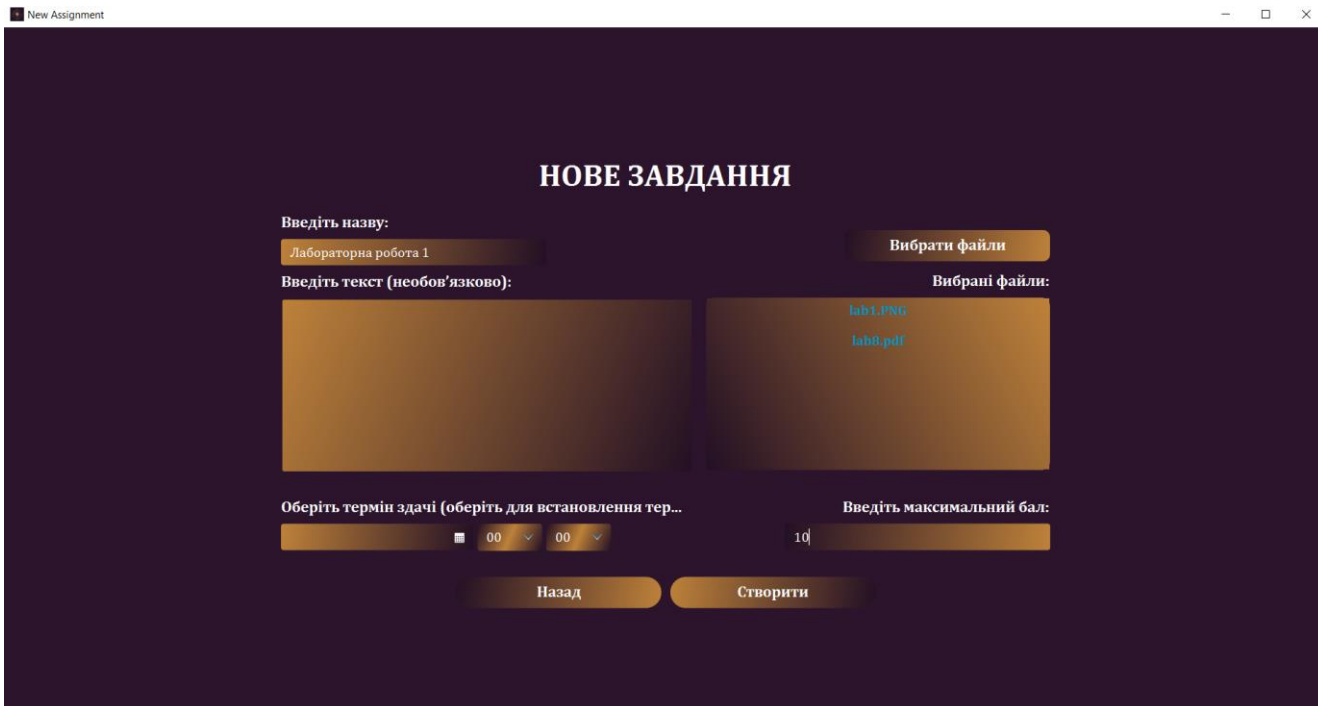 New Assignment
НОВЕ ЗАВДАННЯ
Введіть назву:
Лабораторна робота 1
Вибрати файли
Введіть текст (необов’язково):
Вибрані файли:
lab1.PNG
lab8.pdf
Оберіть термін здачі (оберіть для встановлення тер...
Введіть максимальний бал:
00 00
10
Назад
Створити